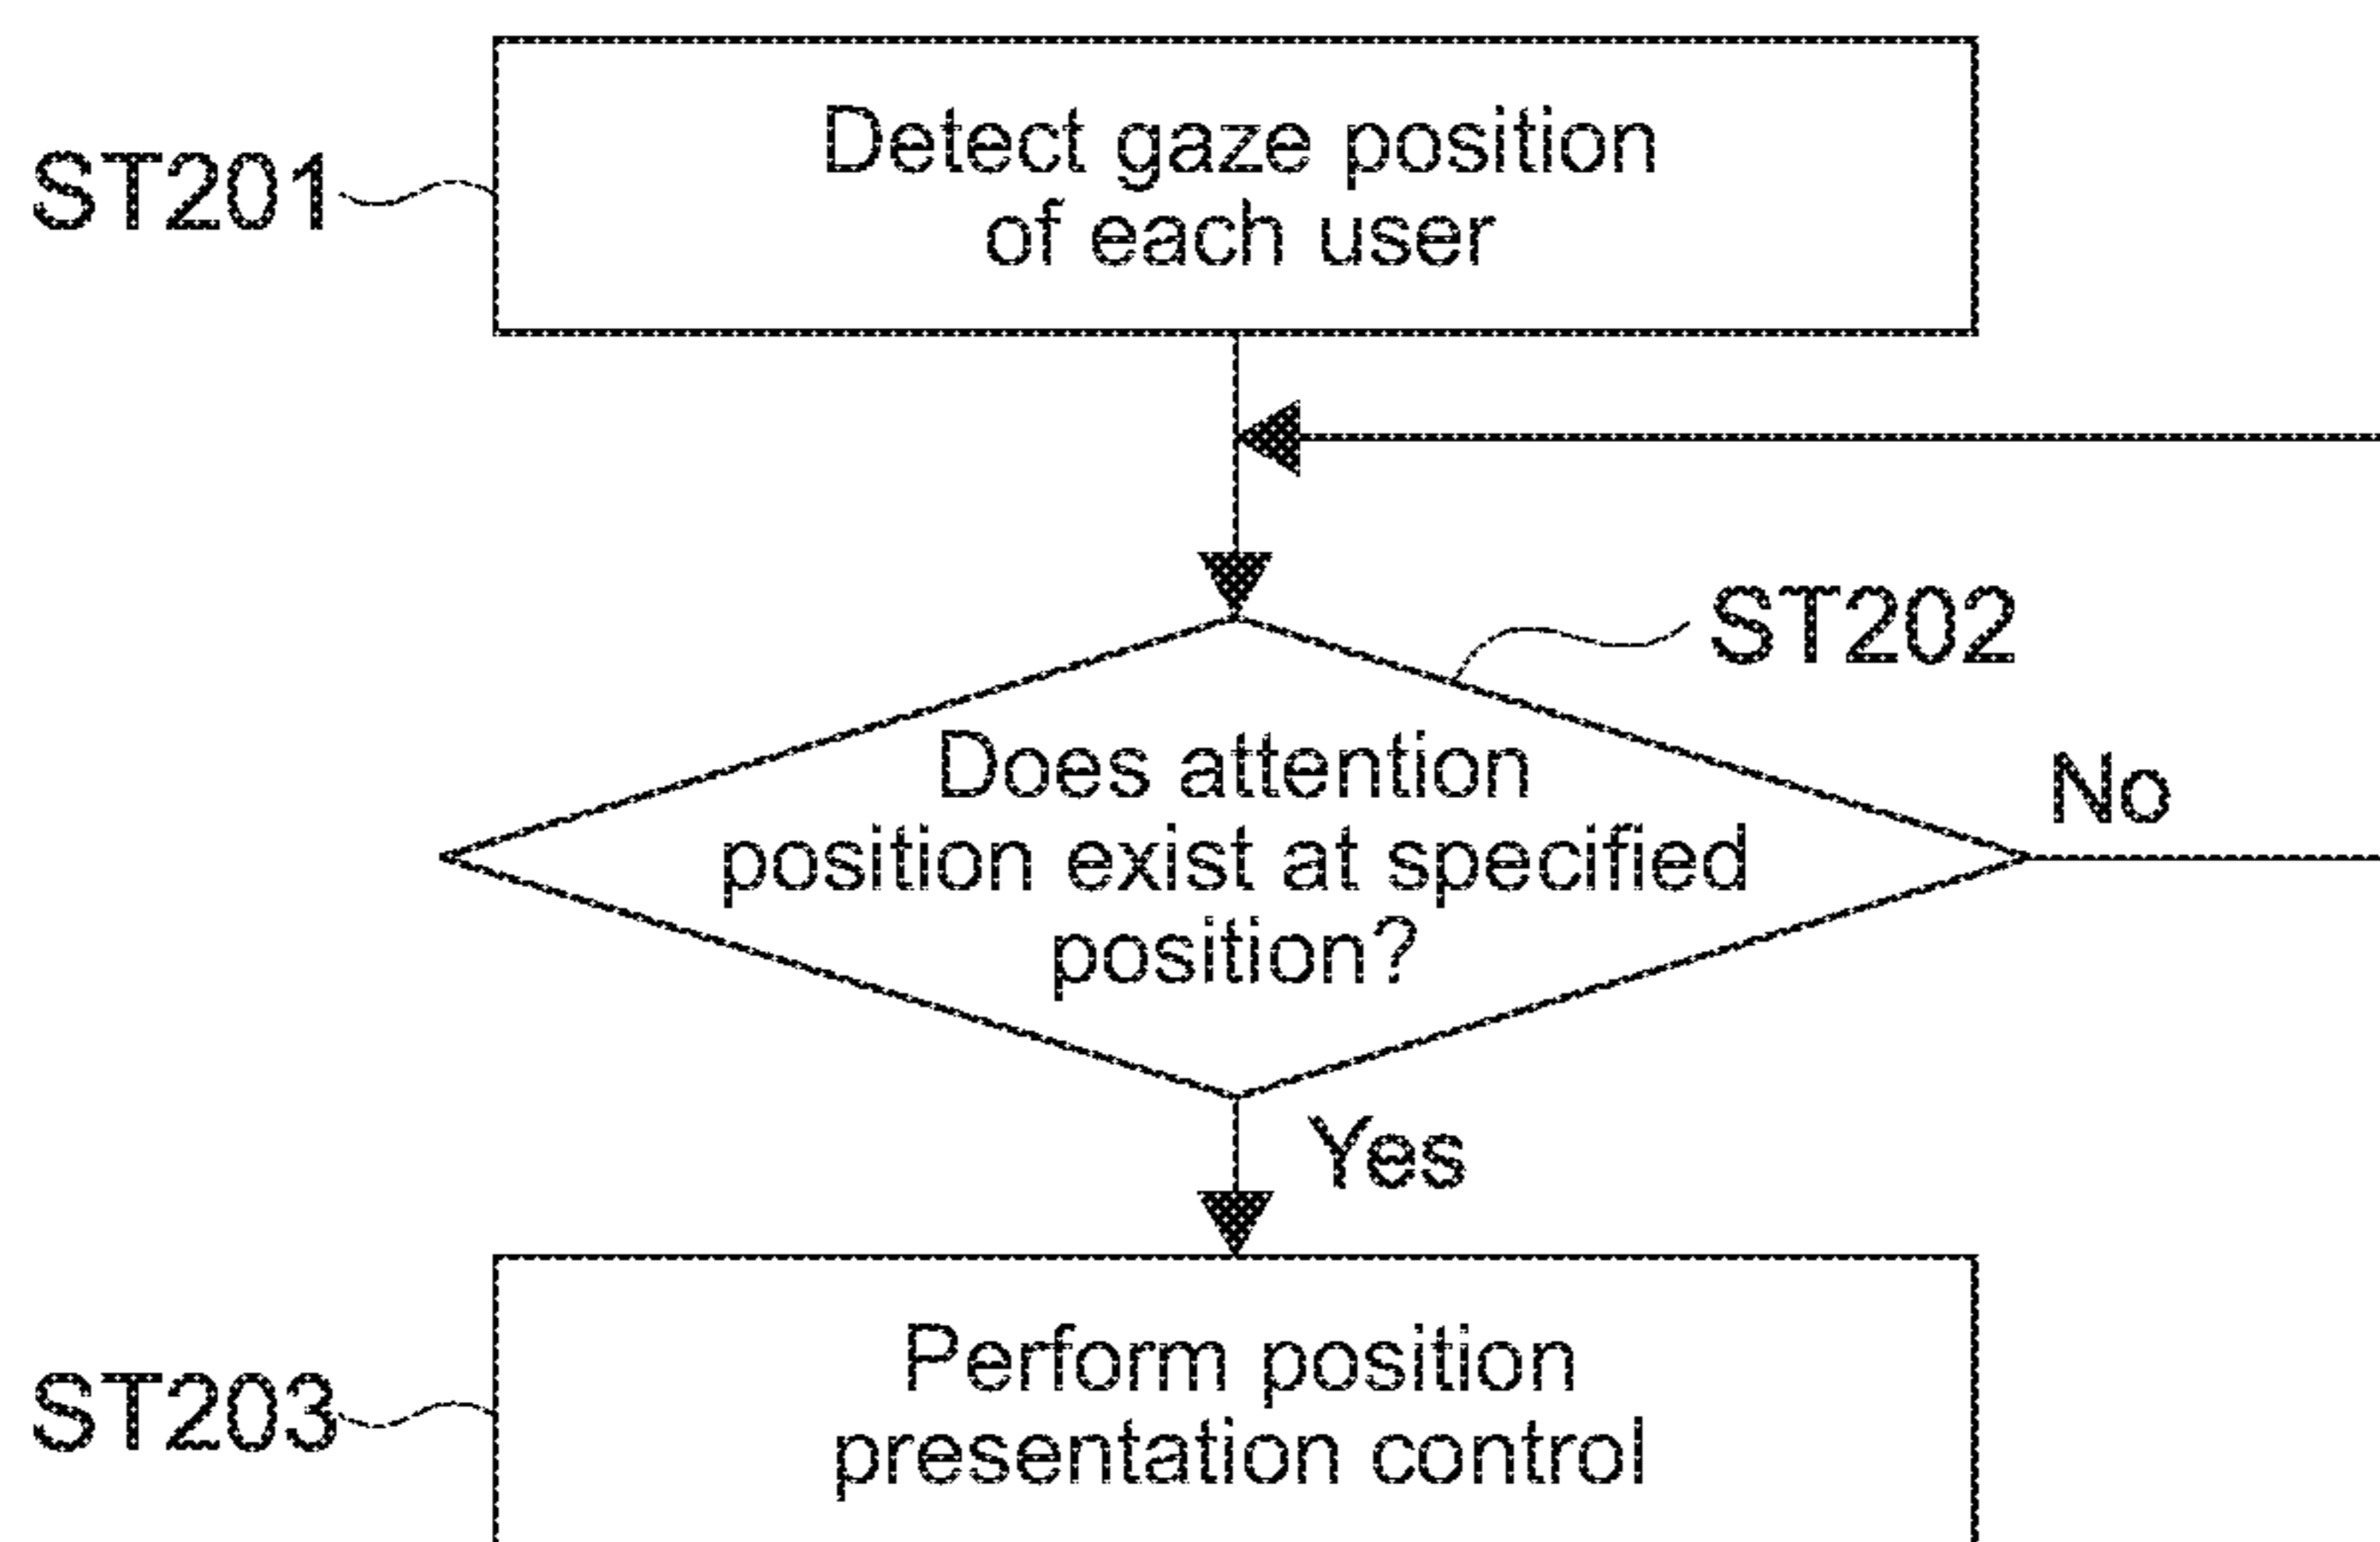 ST201
Detect gaze position
of each user
ST202
Does attention
position exist at specified
position?
No
Yes
ST203
Perform position
presentation control